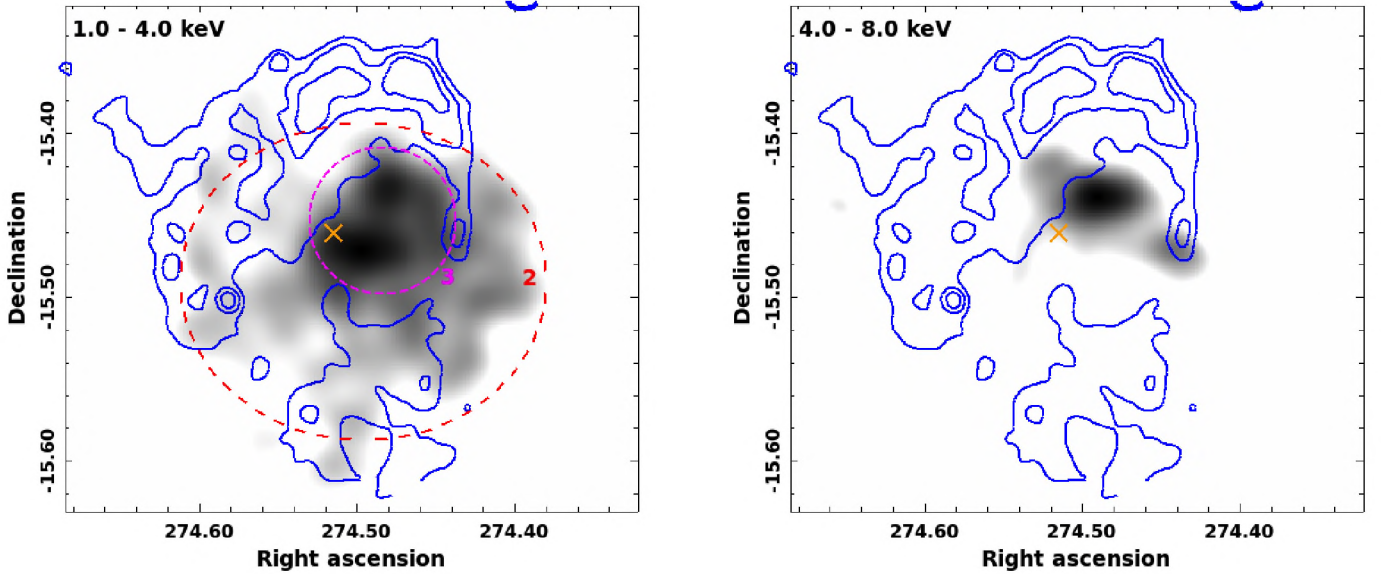 1.0 - 4.0 keV
4.0 - 8.0 keV
Declination
-15.40
-15.50
-15.60
2
3
274.60
274.50
274.40
Right ascension
Declination
-15.40
-15.50
-15.60
274.60
274.50
274.40
Right ascension